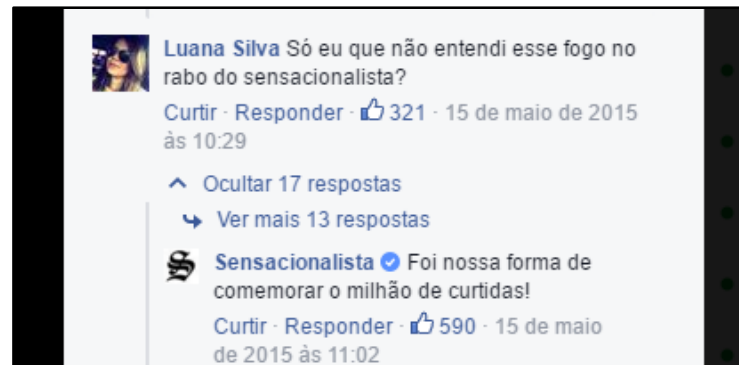 Luana Silva Só eu que não entendi esse fogo no
rabo do sensacionalista?
Curtir · Responder · 321 · 15 de maio de 2015
às 10:29
Ocultar 17 respostas
Ver mais 13 respostas
Sensacionalista Foi nossa forma de
comemorar o milhão de curtidas!
Curtir · Responder · 590 · 15 de maio
de 2015 às 11:02